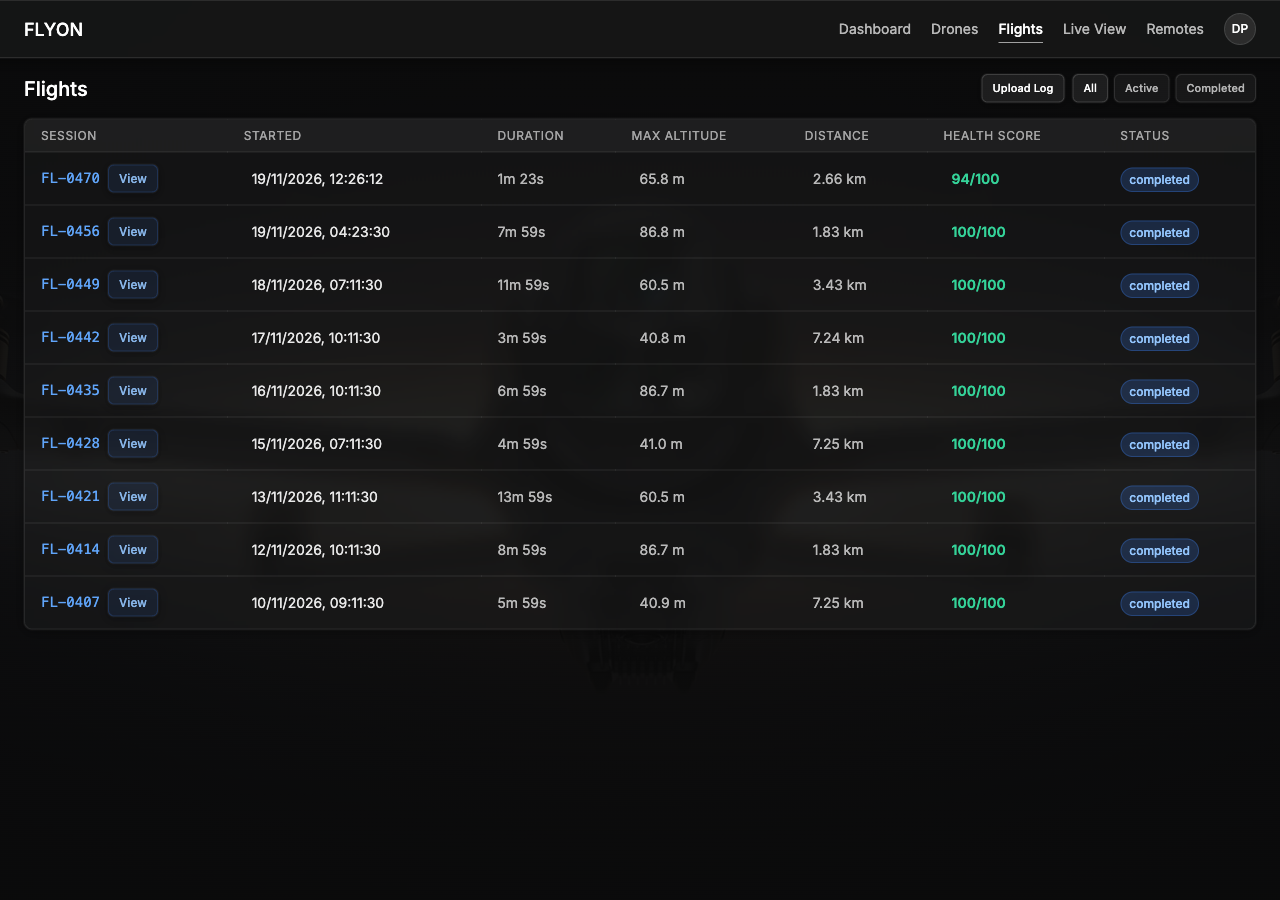 FLYON Dashboard Drones Flights Live View Remotes DP
Flights Upload Log All Active Completed
SESSION STARTED DURATION MAX ALTITUDE DISTANCE HEALTH SCORE STATUS
FL-0470 View 19/11/2026, 12:26:12 1m 23s 65.8 m 2.66 km 94/100 completed
FL-0456 View 19/11/2026, 04:23:30 7m 59s 86.8 m 1.83 km 100/100 completed
FL-0449 View 18/11/2026, 07:11:30 11m 59s 60.5 m 3.43 km 100/100 completed
FL-0442 View 17/11/2026, 10:11:30 3m 59s 40.8 m 7.24 km 100/100 completed
FL-0435 View 16/11/2026, 10:11:30 6m 59s 86.7 m 1.83 km 100/100 completed
FL-0428 View 15/11/2026, 07:11:30 4m 59s 41.0 m 7.25 km 100/100 completed
FL-0421 View 13/11/2026, 11:11:30 13m 59s 60.5 m 3.43 km 100/100 completed
FL-0414 View 12/11/2026, 10:11:30 8m 59s 86.7 m 1.83 km 100/100 completed
FL-0407 View 10/11/2026, 09:11:30 5m 59s 40.9 m 7.25 km 100/100 completed